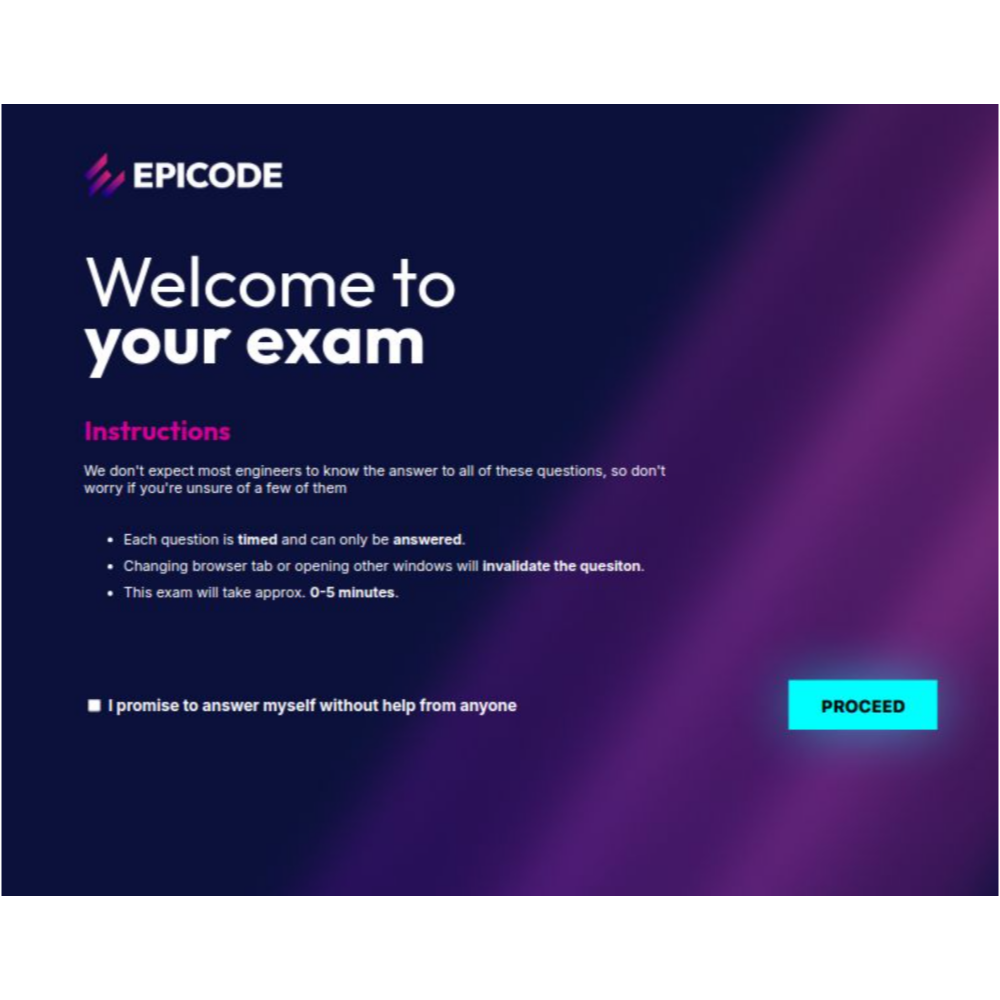 EPICODE
Welcome to
your exam
Instructions
We don't expect most engineers to know the answer to all of these questions, so don't
worry if you're unsure of a few of them
Each question is timed and can only be answered.
Changing browser tab or opening other windows will invalidate the quesiton.
This exam will take approx. 0-5 minutes.
I promise to answer myself without help from anyone
PROCEED